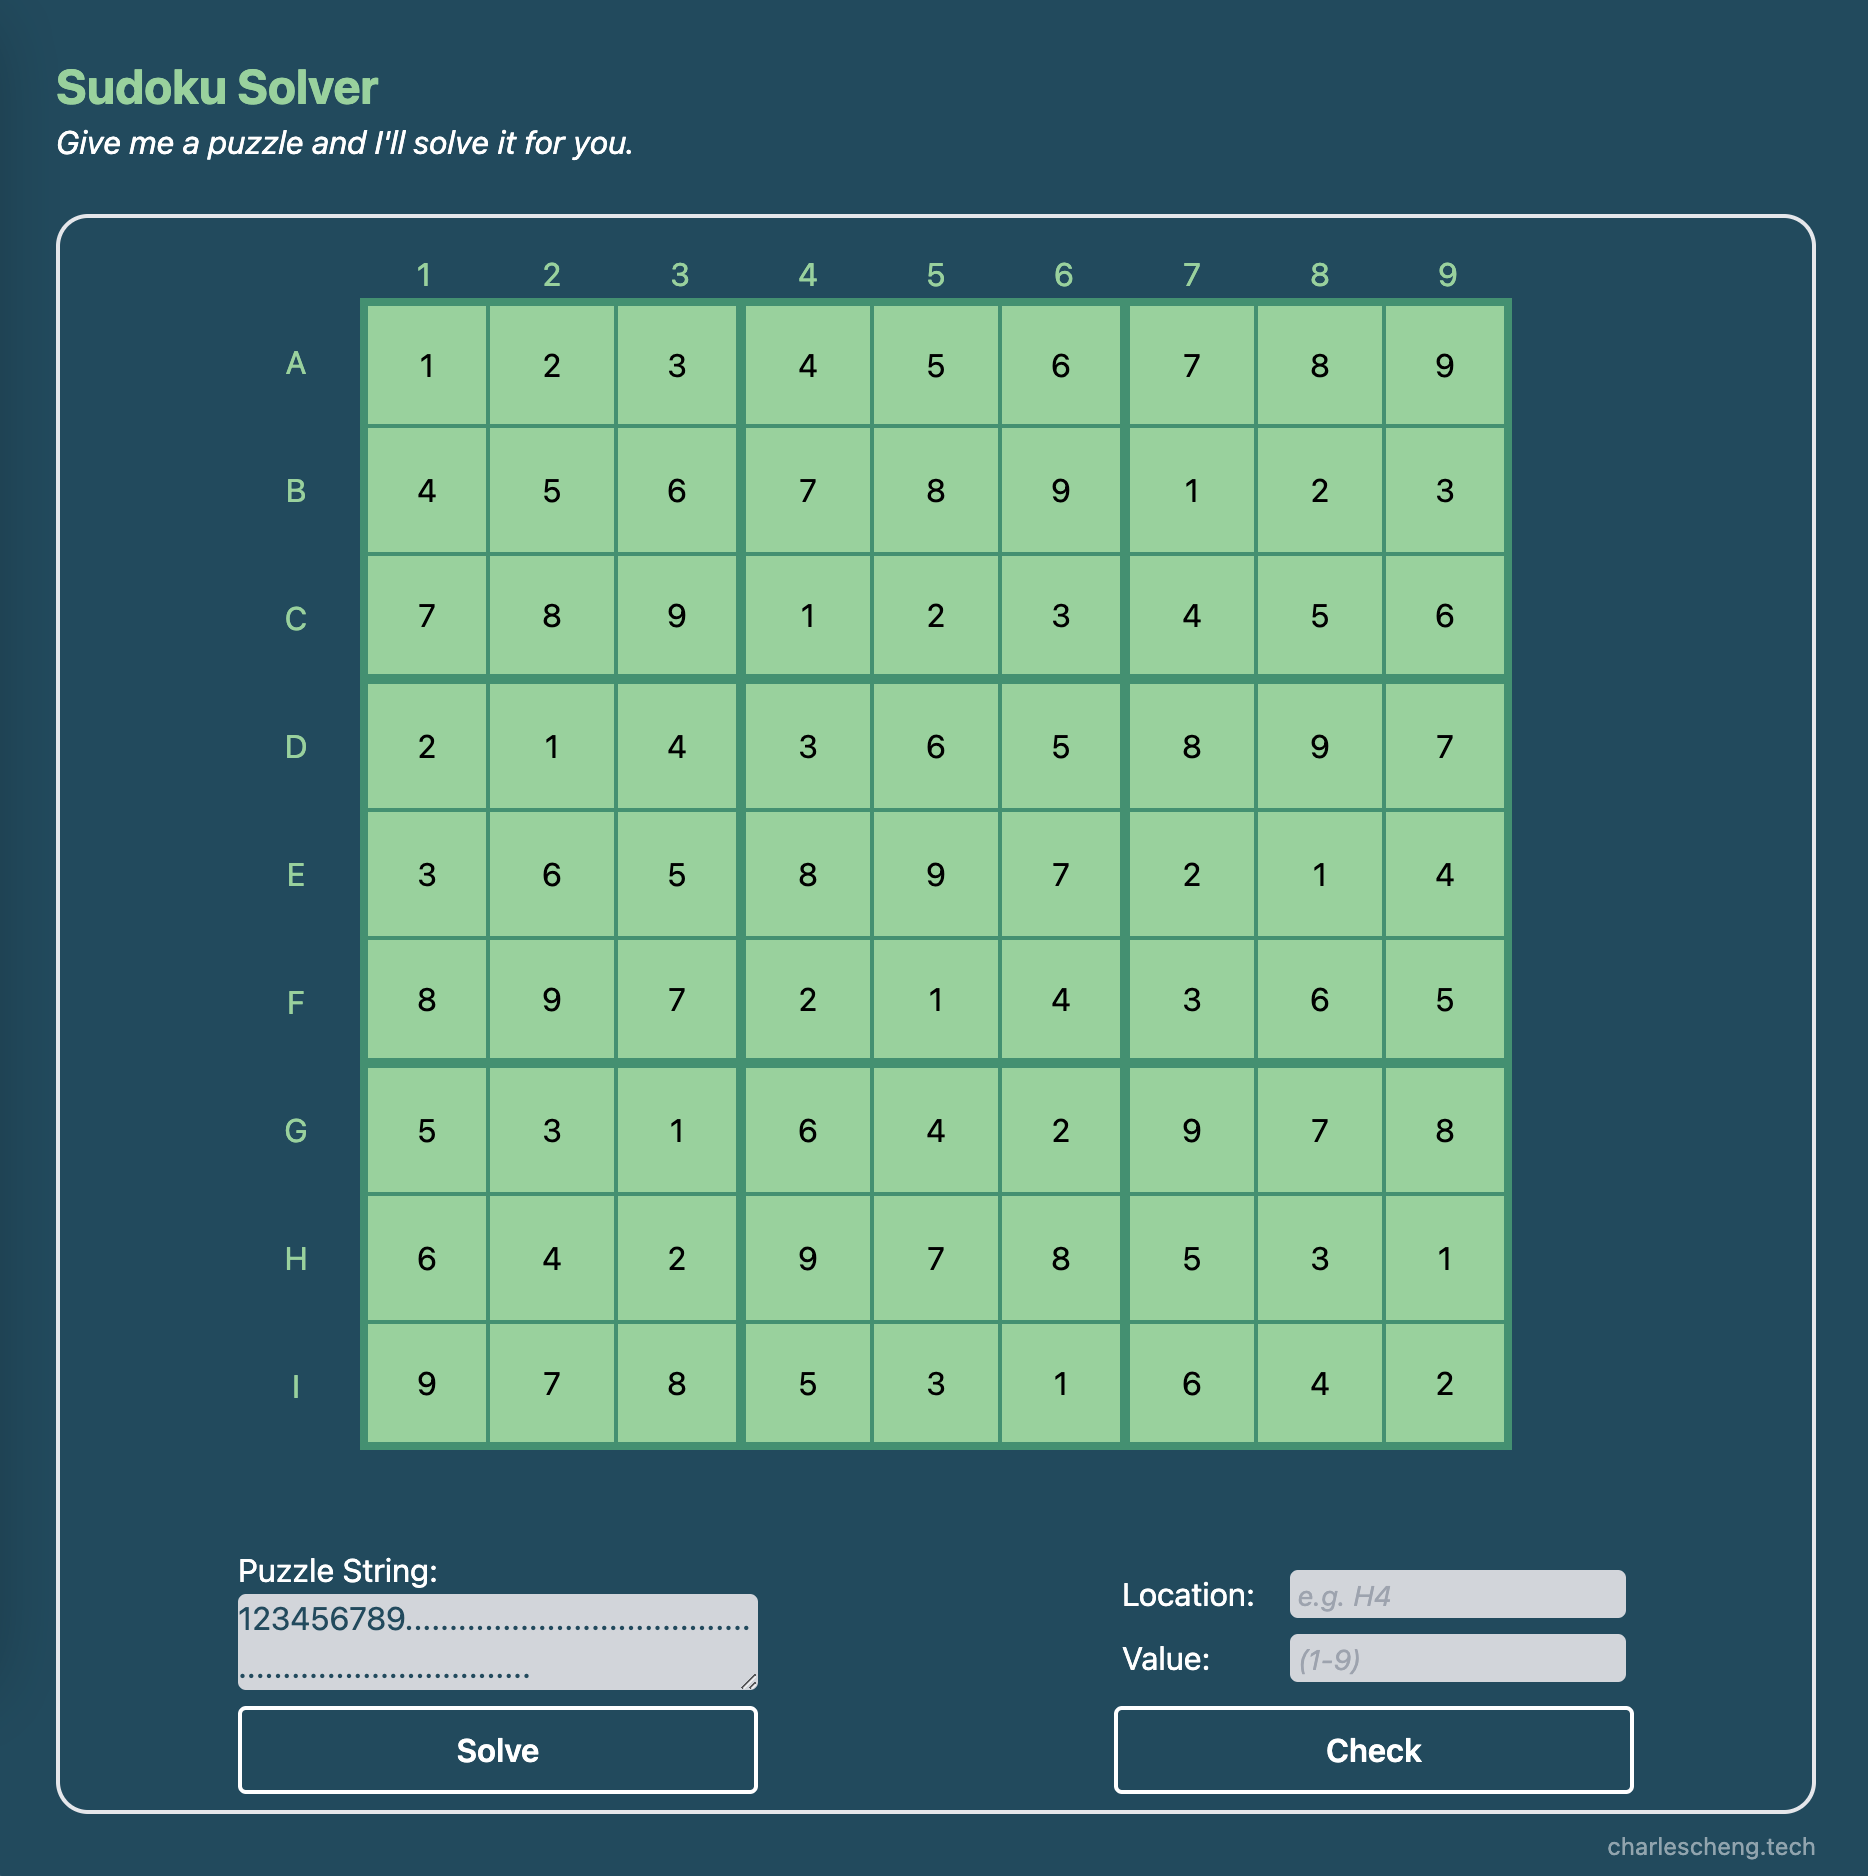 Sudoku Solver
Give me a puzzle and I'll solve it for you.
1 2 3 4 5 6 7 8 9
A 1 2 3 4 5 6 7 8 9
B 4 5 6 7 8 9 1 2 3
C 7 8 9 1 2 3 4 5 6
D 2 1 4 3 6 5 8 9 7
E 3 6 5 8 9 7 2 1 4
F 8 9 7 2 1 4 3 6 5
G 5 3 1 6 4 2 9 7 8
H 6 4 2 9 7 8 5 3 1
I 9 7 8 5 3 1 6 4 2
Puzzle String:
123456789.......................................
.................................
Location: e.g. H4
Value: (1-9)
Solve
Check
charlescheng.tech